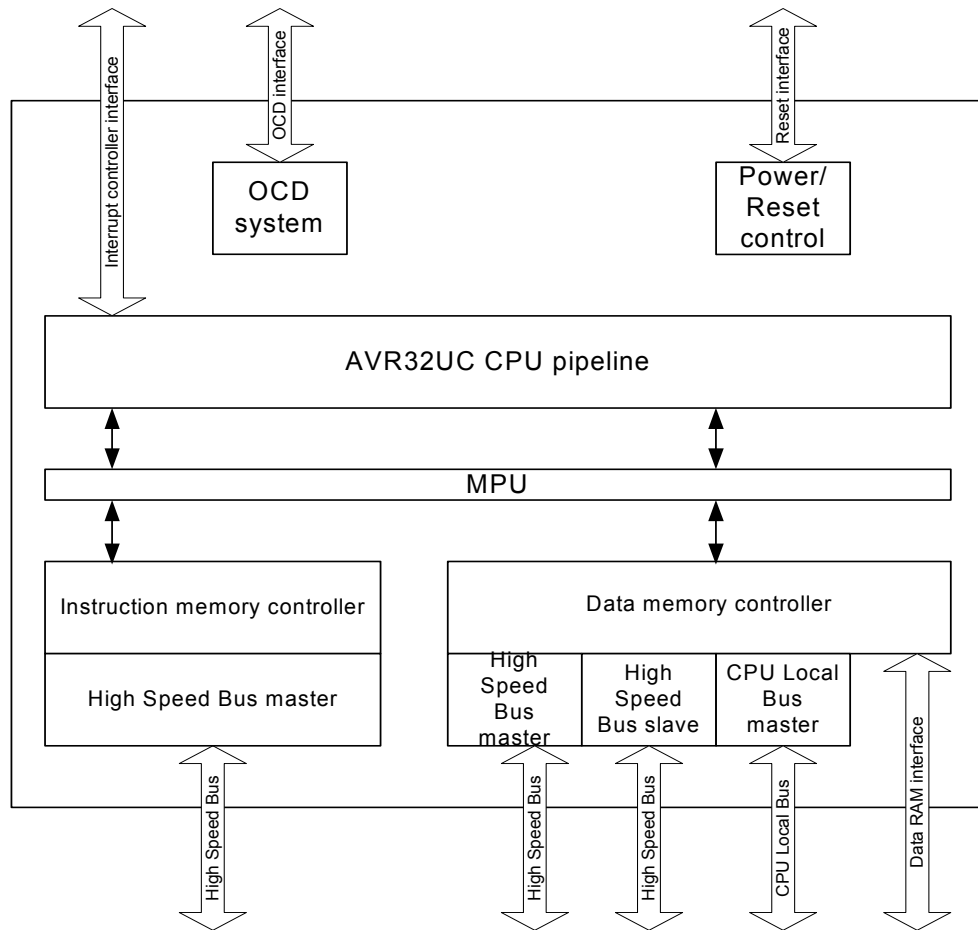 Interrupt controller interface
OCD interface
Reset interface
OCD
system
Power/
Reset
control
AVR32UC CPU pipeline
MPU
Instruction memory controller
High Speed Bus master
Data memory controller
High
Speed
Bus
master
High
Speed
Bus slave
CPU Local
Bus
master
High Speed Bus
High Speed Bus
High Speed Bus
CPU Local Bus
Data RAM interface